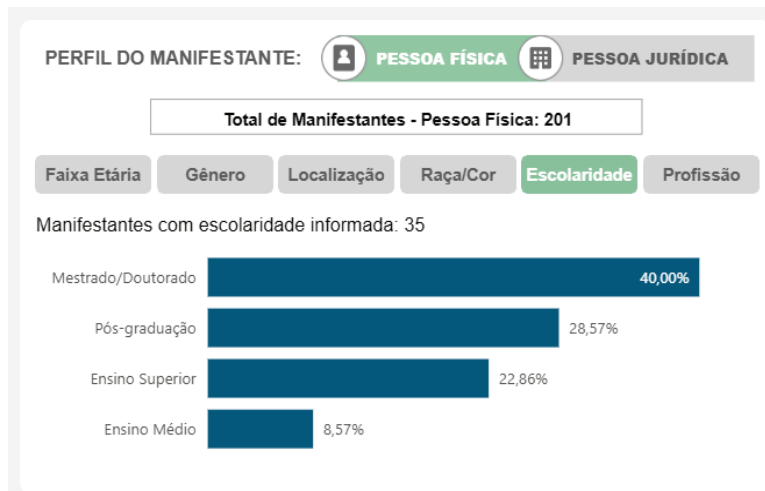 PERFIL DO MANIFESTANTE: PESSOA FÍSICA PESSOA JURÍDICA
Total de Manifestantes - Pessoa Física: 201
Faixa Etária Gênero Localização Raça/Cor Escolaridade Profissão
Manifestantes com escolaridade informada: 35
Mestrado/Doutorado 40,00%
Pós-graduação 28,57%
Ensino Superior 22,86%
Ensino Médio 8,57%